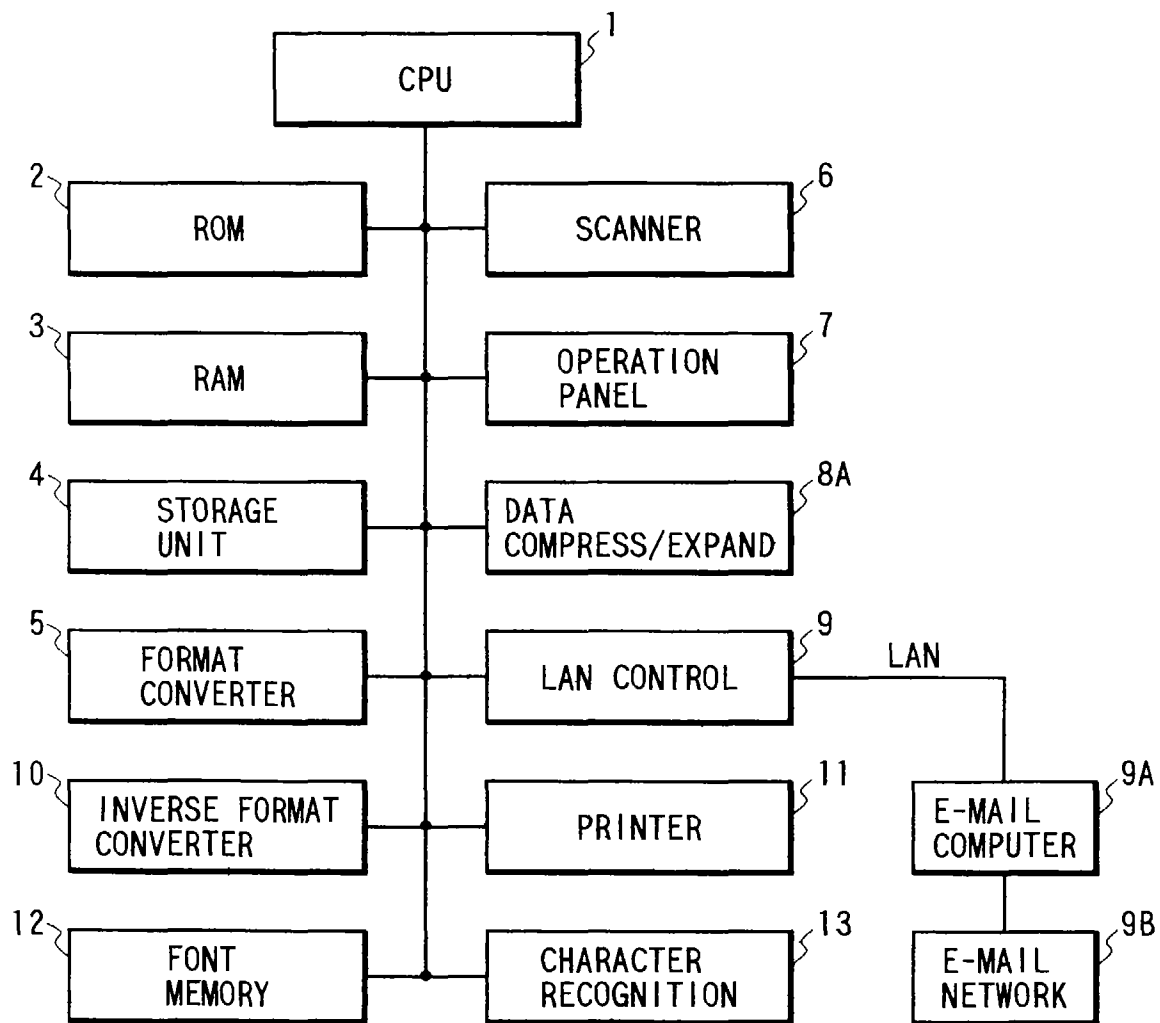 1
CPU
2
ROM
6
SCANNER
3
RAM
7
OPERATION
PANEL
4
STORAGE
UNIT
8A
DATA
COMPRESS/EXPAND
5
FORMAT
CONVERTER
9
LAN CONTROL
LAN
10
INVERSE FORMAT
CONVERTER
11
PRINTER
9A
E-MAIL
COMPUTER
12
FONT
MEMORY
13
CHARACTER
RECOGNITION
9B
E-MAIL
NETWORK